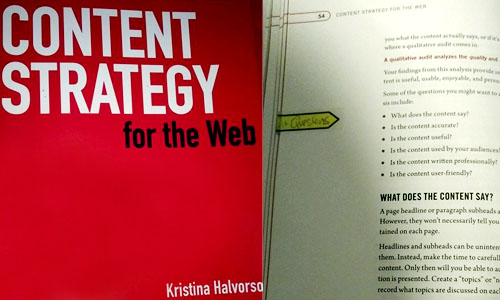 CONTENT
STRATEGY
for the Web
Kristina Halvorso
54 CONTENT STRATEGY FOR THE WEB
you what the content actually says, or if it's
where a qualitative audit comes in.
A qualitative audit analyzes the quality and
Your findings from this analysis provide in
tent is useful, usable, enjoyable, and persua
Some of the questions you might want to a
sis include:
• What does the content say?
• Is the content accurate?
• Is the content useful?
• Is the content used by your audiences?
• Is the content written professionally?
• Is the content user-friendly?
Questions
WHAT DOES THE CONTENT SAY?
A page headline or paragraph subheads a
However, they won't necessarily tell you
tained on each page.
Headlines and subheads can be uninten
them. Instead, make the time to carefull
content. Only then will you be able to a
tion is presented. Create a "topics" or "n
record what topics are discussed on each